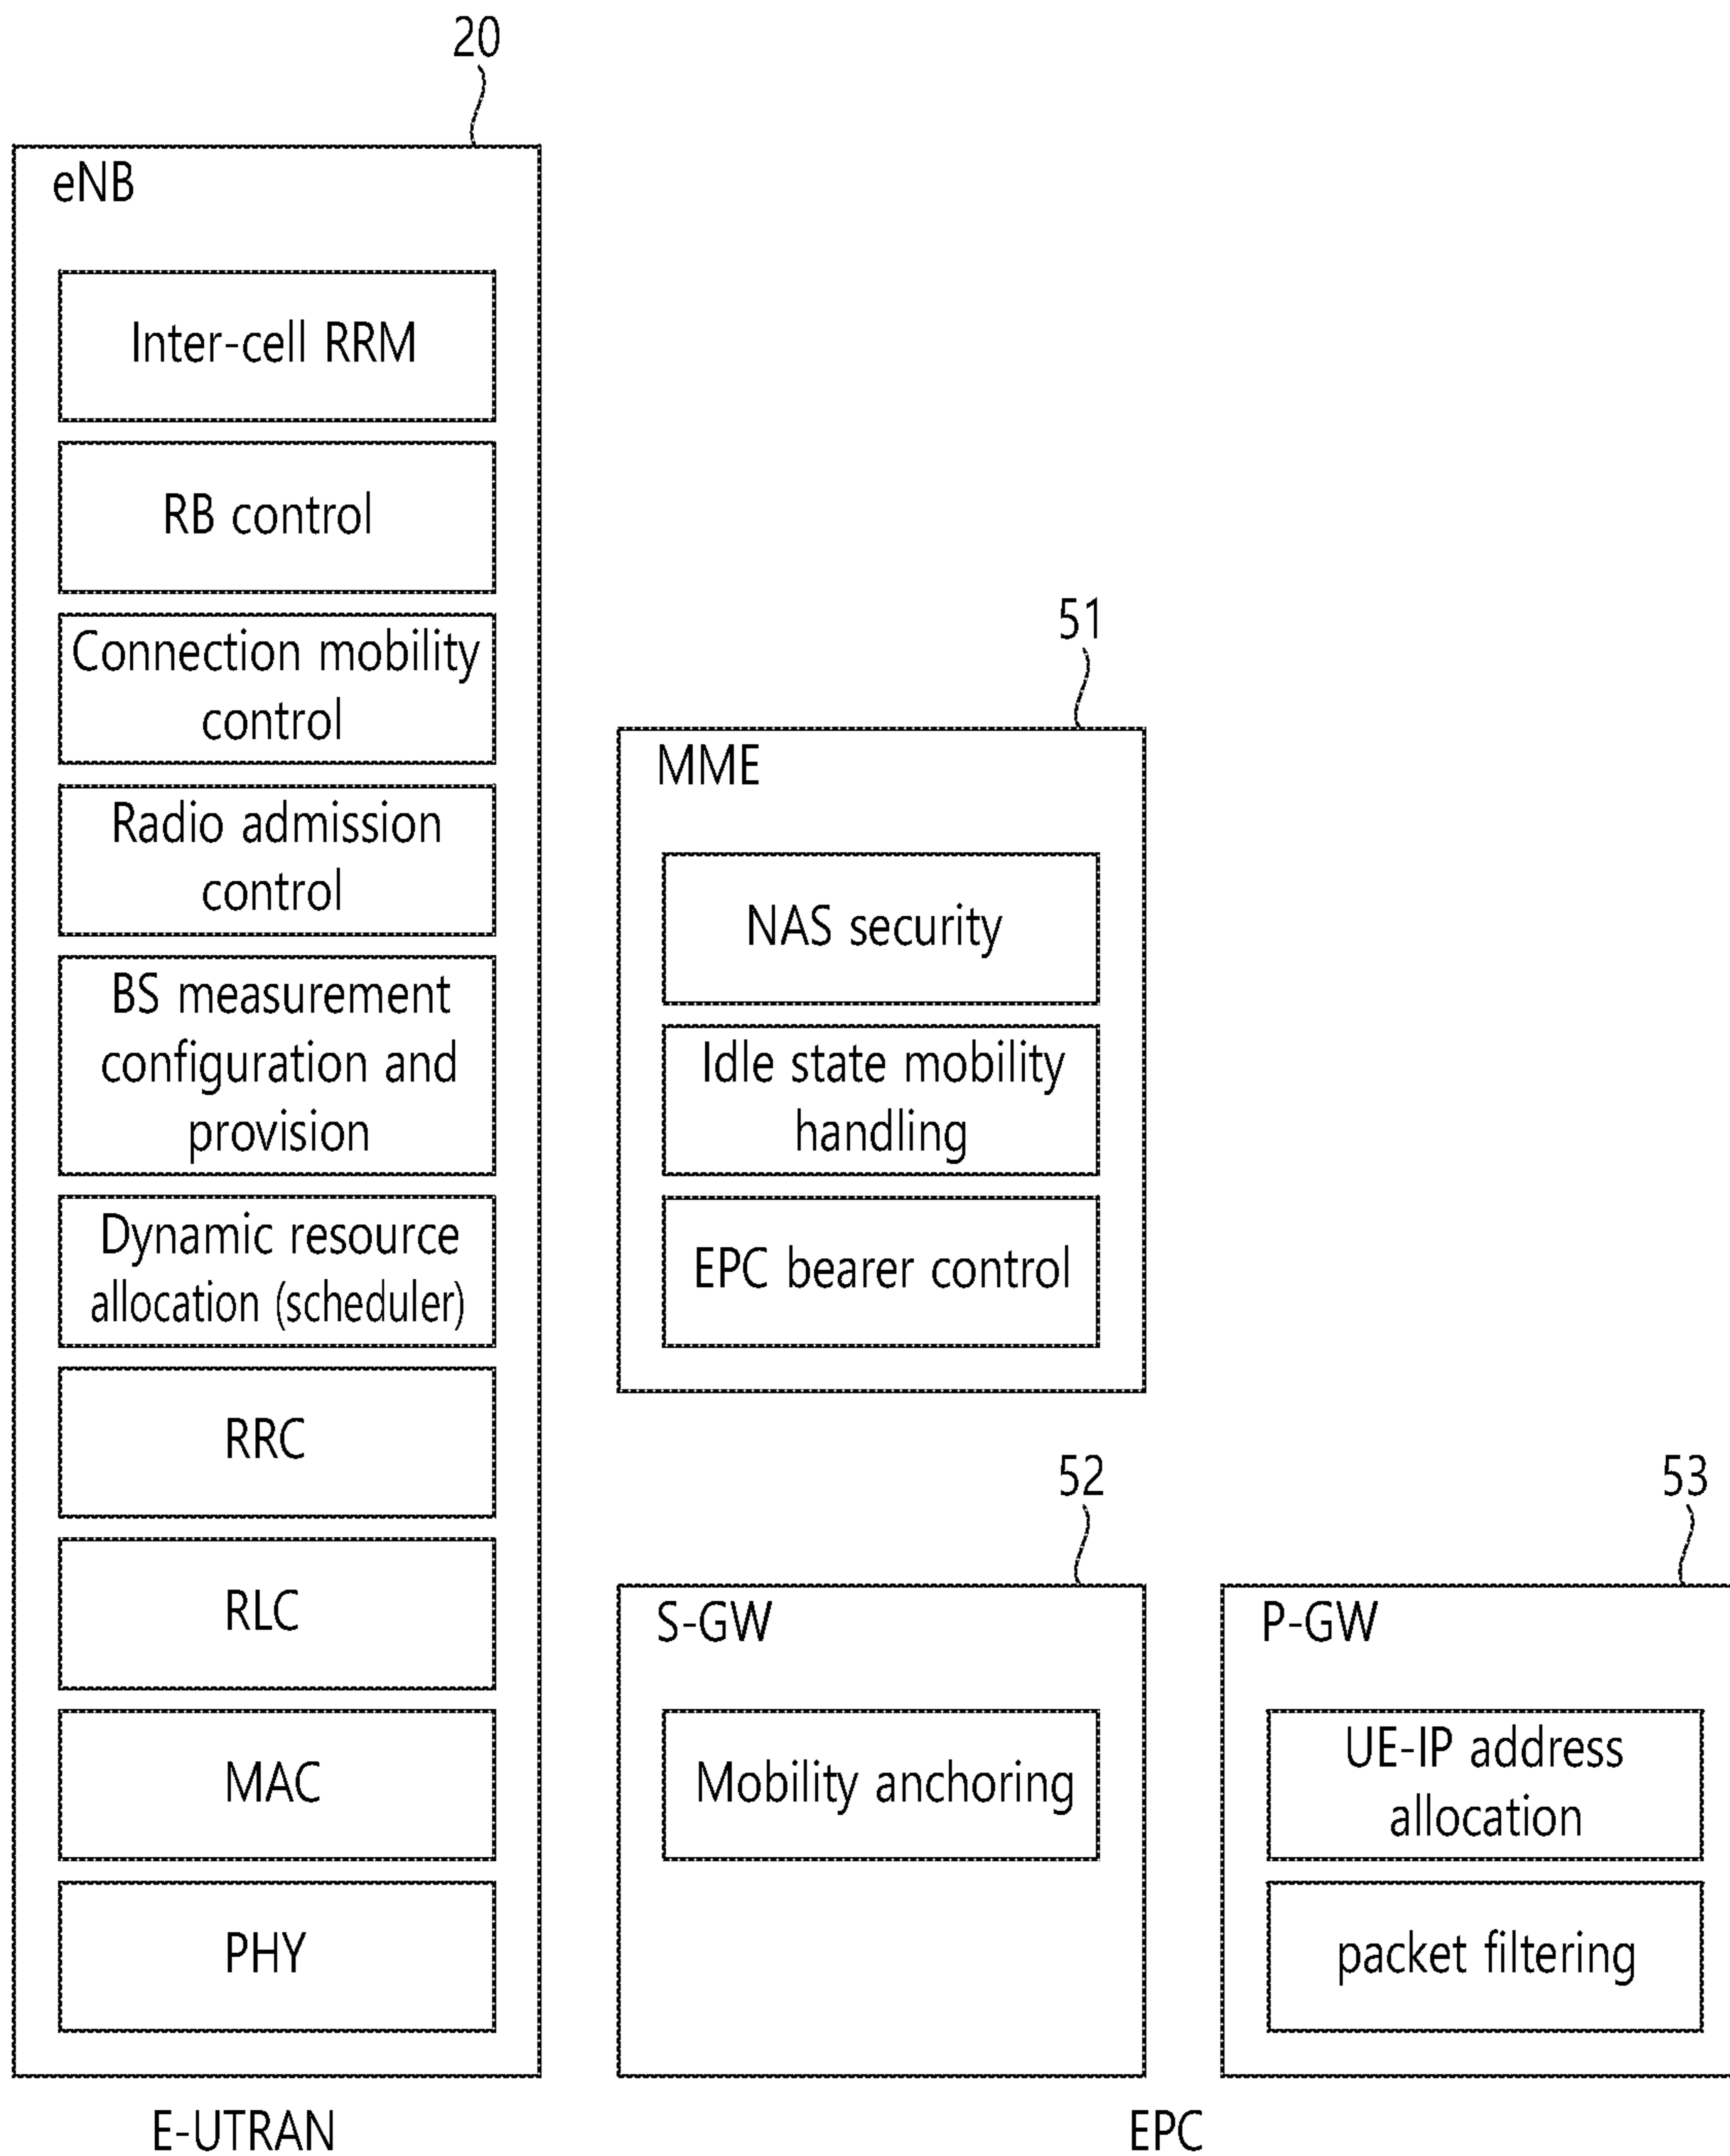 20
eNB
Inter-cell RRM
RB control
Connection mobility
control
Radio admission
control
BS measurement
configuration and
provision
Dynamic resource
allocation (scheduler)
RRC
RLC
MAC
PHY
E-UTRAN
51
MME
NAS security
Idle state mobility
handling
EPC bearer control
52
S-GW
Mobility anchoring
53
P-GW
UE-IP address
allocation
packet filtering
EPC